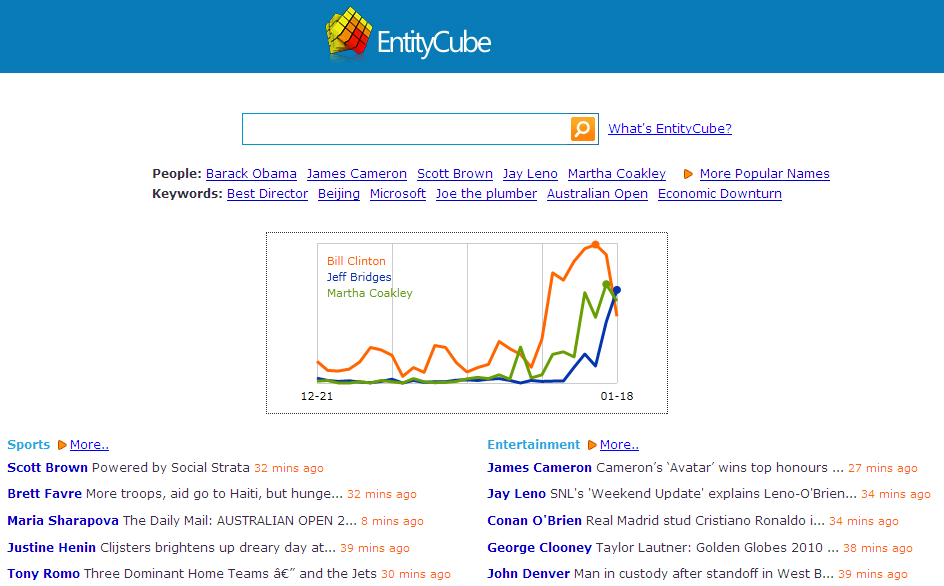 EntityCube
What's EntityCube?
People: Barack Obama James Cameron Scott Brown Jay Leno Martha Coakley More Popular Names
Keywords: Best Director Beijing Microsoft Joe the plumber Australian Open Economic Downturn
Bill Clinton
Jeff Bridges
Martha Coakley
12-21 01-18
Sports More..
Scott Brown Powered by Social Strata 32 mins ago
Brett Favre More troops, aid go to Haiti, but hunge... 32 mins ago
Maria Sharapova The Daily Mail: AUSTRALIAN OPEN 2... 8 mins ago
Justine Henin Clijsters brightens up dreary day at... 39 mins ago
Tony Romo Three Dominant Home Teams â€” and the Jets 30 mins ago
Entertainment More..
James Cameron Cameron’s ‘Avatar’ wins top honours ... 27 mins ago
Jay Leno SNL's 'Weekend Update' explains Leno-O'Brien... 34 mins ago
Conan O'Brien Real Madrid stud Cristiano Ronaldo i... 34 mins ago
George Clooney Taylor Lautner: Golden Globes 2010 ... 38 mins ago
John Denver Man in custody after standoff in West B... 39 mins ago